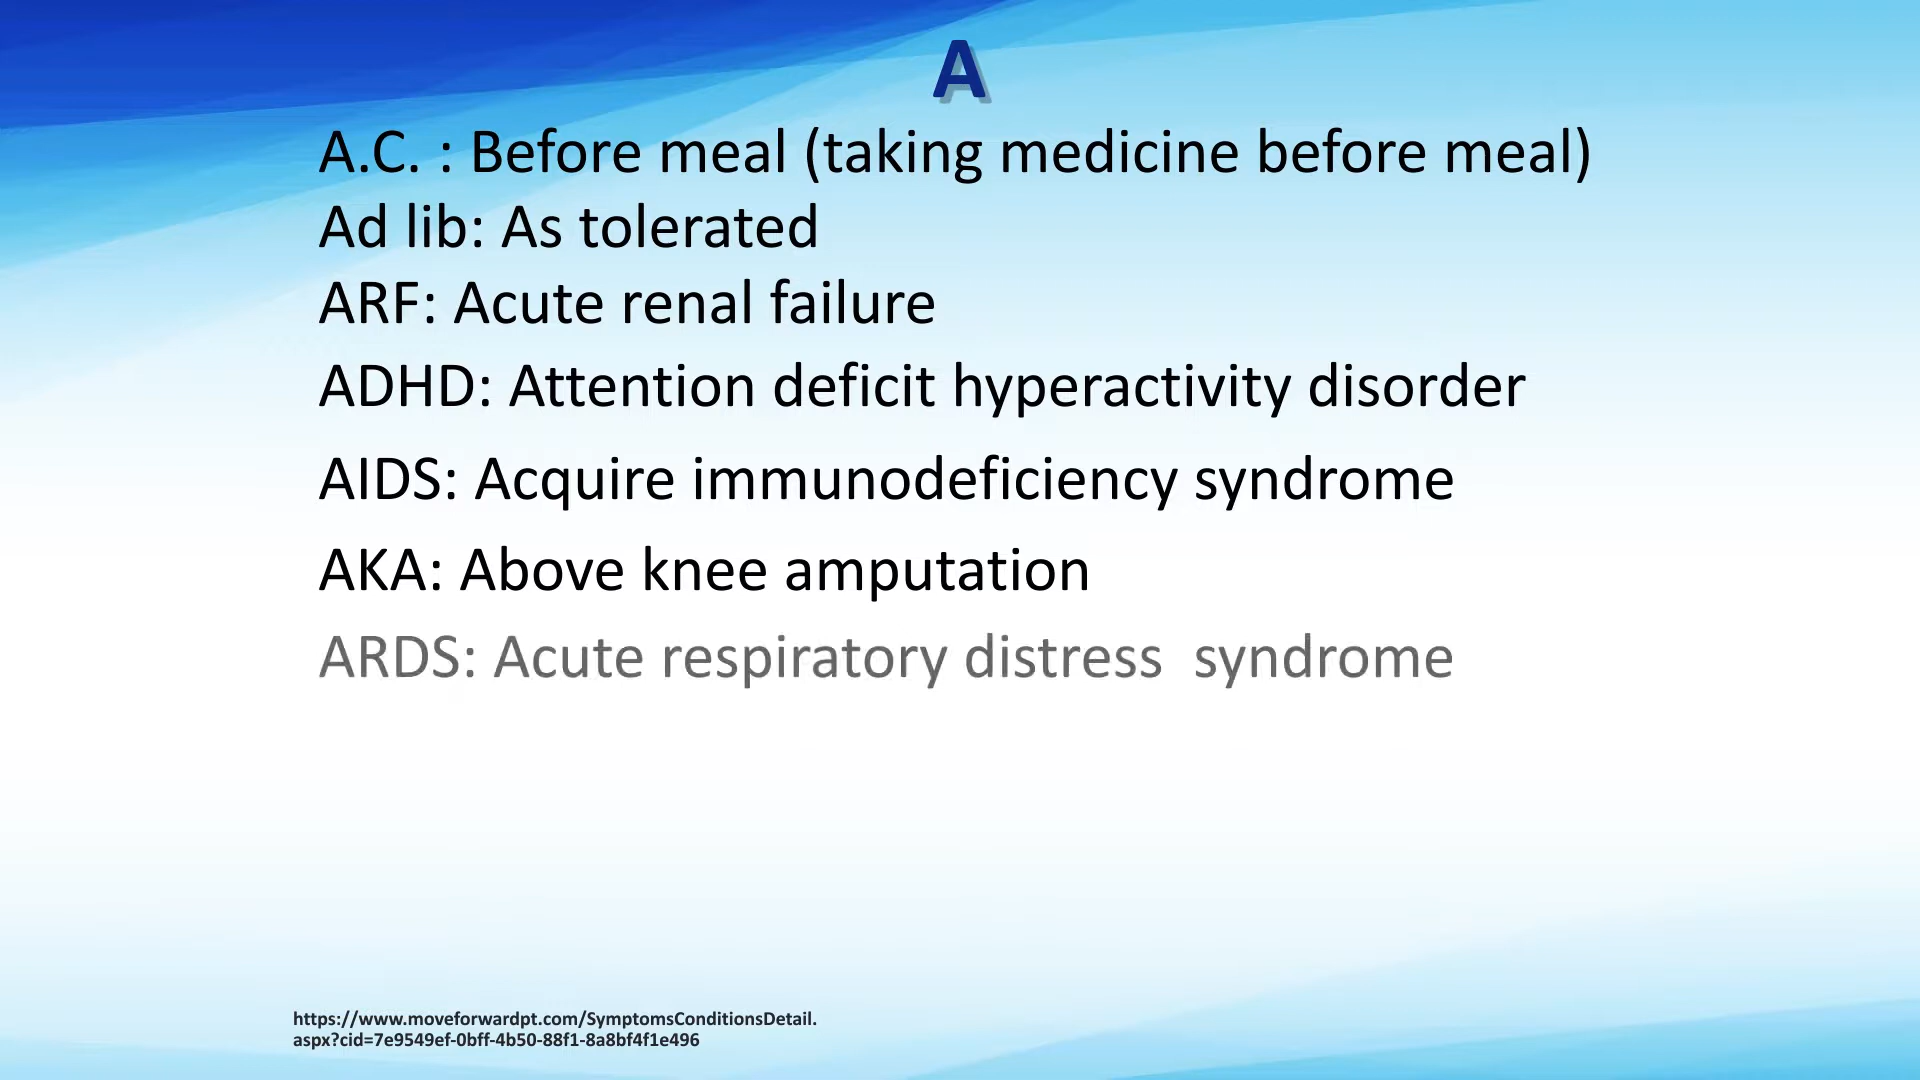 A
A.C. : Before meal (taking medicine before meal)
Ad lib: As tolerated
ARF: Acute renal failure
ADHD: Attention deficit hyperactivity disorder
AIDS: Acquire immunodeficiency syndrome
AKA: Above knee amputation
ARDS: Acute respiratory distress  syndrome
https://www.moveforwardpt.com/SymptomsConditionsDetail.
aspx?cid=7e9549ef-0bff-4b50-88f1-8a8bf4f1e496